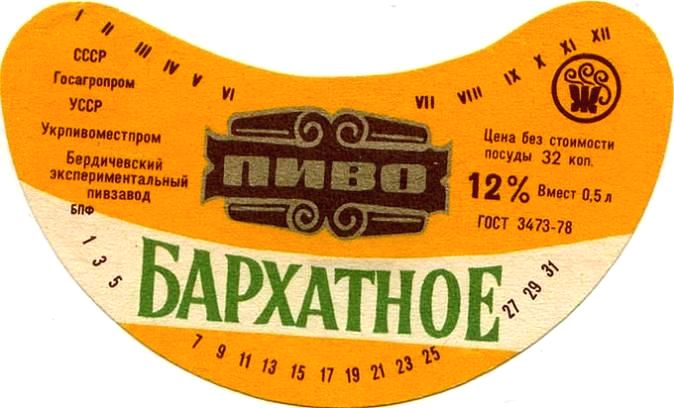 I II III IV V VI VII VIII IX X XI XII
СССР
Госагропром
УССР
Укрпивоместпром
Бердичевский
экспериментальный
пивзавод
БПФ
ПИВО
Ж
Цена без стоимости
посуды 32 коп.
12% Вмест 0,5 л
ГОСТ 3473-78
БАРХАТНОЕ
1 3 5 7 9 11 13 15 17 19 21 23 25 27 29 31